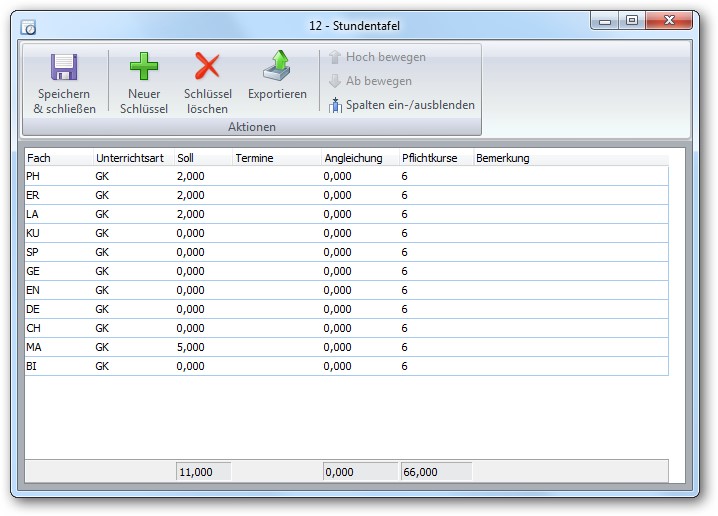 12 - Stundentafel
Speichern & schließen
Neuer Schlüssel
Schlüssel löschen
Exportieren
Hoch bewegen
Ab bewegen
Spalten ein-/ausblenden
Aktionen
Fach Unterrichtsart Soll Termine Angleichung Pflichtkurse Bemerkung
PH GK 2,000 0,000 6
ER GK 2,000 0,000 6
LA GK 2,000 0,000 6
KU GK 0,000 0,000 6
SP GK 0,000 0,000 6
GE GK 0,000 0,000 6
EN GK 0,000 0,000 6
DE GK 0,000 0,000 6
CH GK 0,000 0,000 6
MA GK 5,000 0,000 6
BI GK 0,000 0,000 6
11,000 0,000 66,000